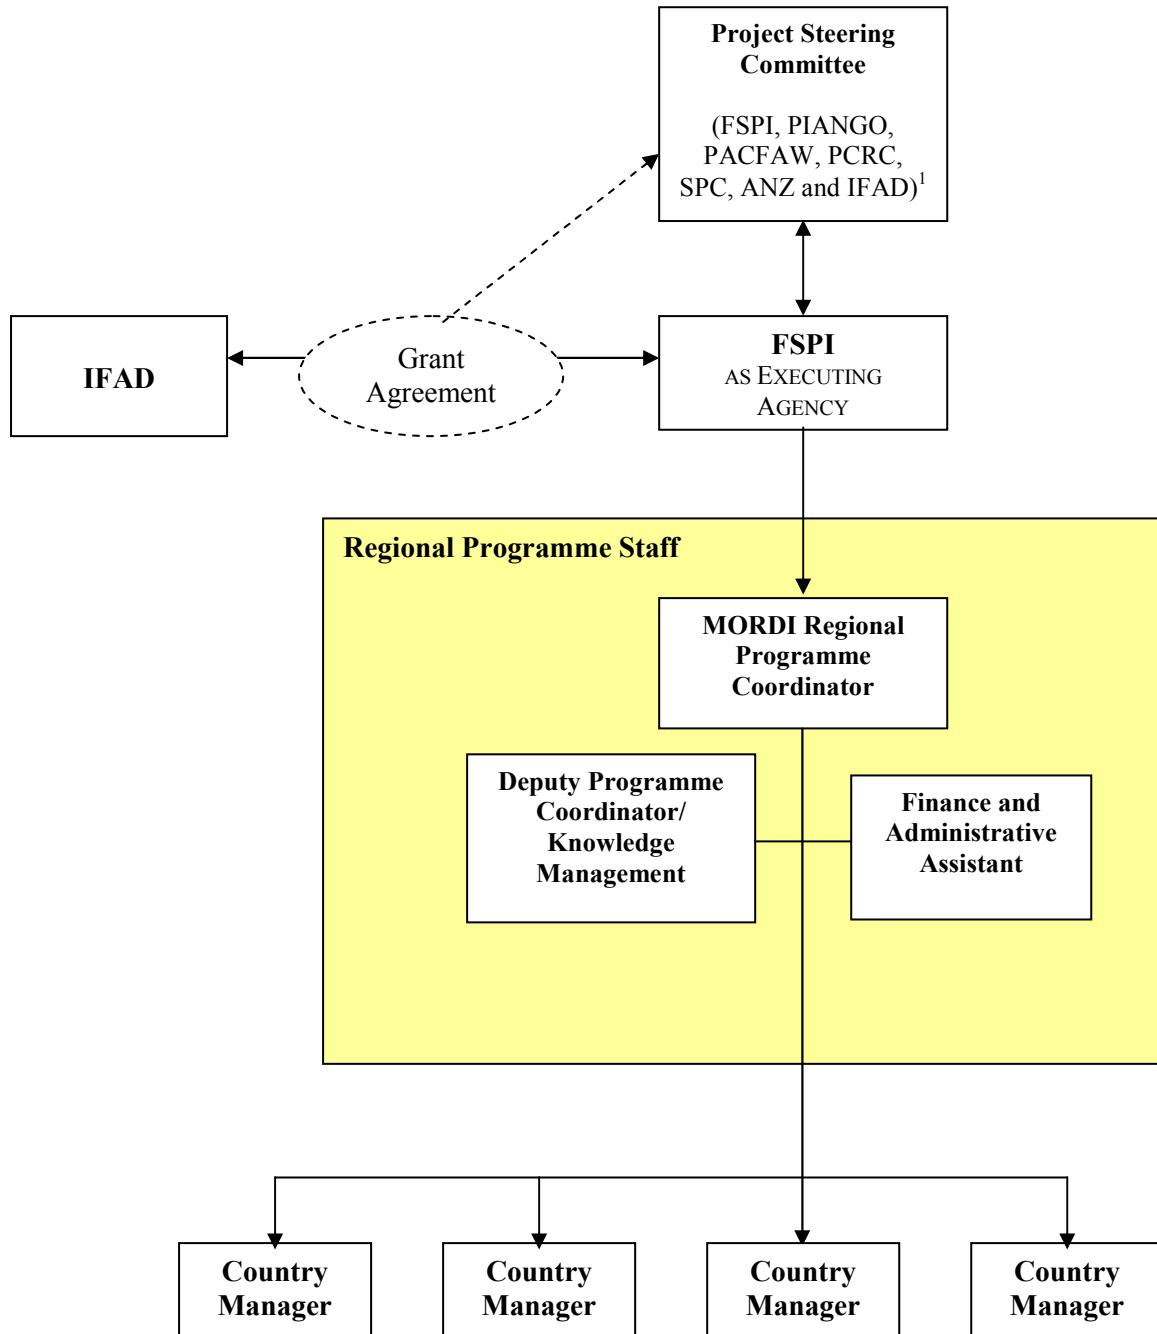 Project Steering
Committee
(FSPI, PIANGO,
PACFAW, PCRC,
SPC, ANZ and IFAD)1
IFAD
Grant
Agreement
FSPI
AS EXECUTING
AGENCY
Regional Programme Staff
MORDI Regional
Programme
Coordinator
Deputy Programme
Coordinator/
Knowledge
Management
Finance and
Administrative
Assistant
Country
Manager
Country
Manager
Country
Manager
Country
Manager